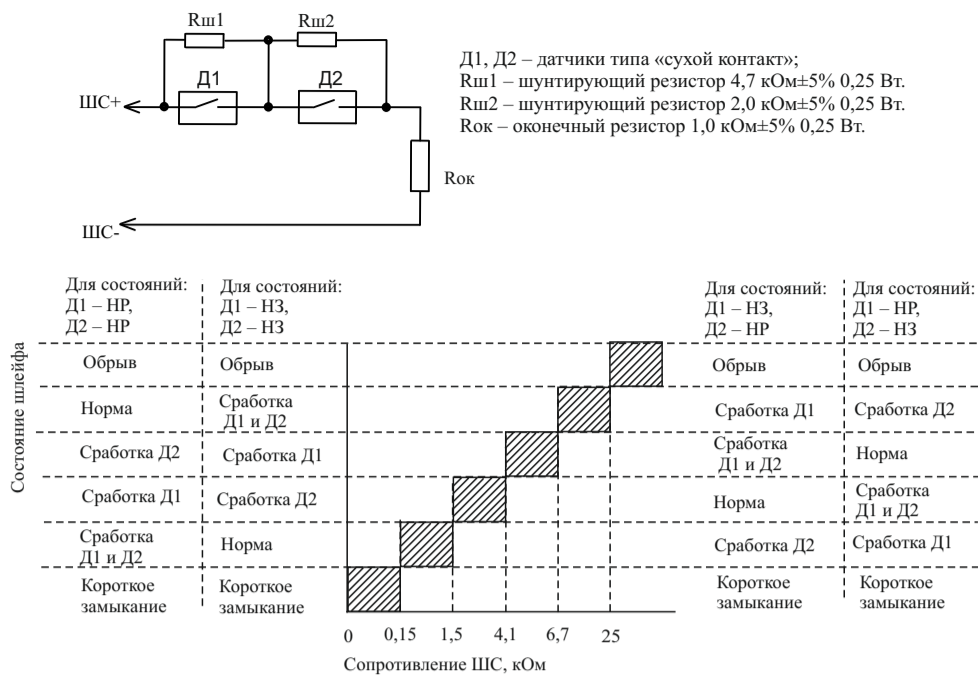 Rш1
Rш2
Д1
Д2
ШС+
Rок
ШС-
Д1, Д2 – датчики типа «сухой контакт»;
Rш1 – шунтирующий резистор 4,7 кОм±5% 0,25 Вт.
Rш2 – шунтирующий резистор 2,0 кОм±5% 0,25 Вт.
Rок – оконечный резистор 1,0 кОм±5% 0,25 Вт.
Состояние шлейфа
Для состояний:
Д1 – НР,
Д2 – НР
Обрыв
Норма
Сработка Д2
Сработка Д1
Сработка
Д1 и Д2
Короткое
замыкание
Для состояний:
Д1 – НЗ,
Д2 – НЗ
Обрыв
Сработка
Д1 и Д2
Сработка Д1
Сработка Д2
Норма
Короткое
замыкание
0
0,15
1,5
4,1
6,7
25
Сопротивление ШС, кОм
Для состояний:
Д1 – НЗ,
Д2 – НР
Обрыв
Сработка Д1
Сработка
Д1 и Д2
Норма
Сработка Д2
Короткое
замыкание
Для состояний:
Д1 – НР,
Д2 – НЗ
Обрыв
Сработка Д2
Норма
Сработка
Д1 и Д2
Сработка Д1
Короткое
замыкание